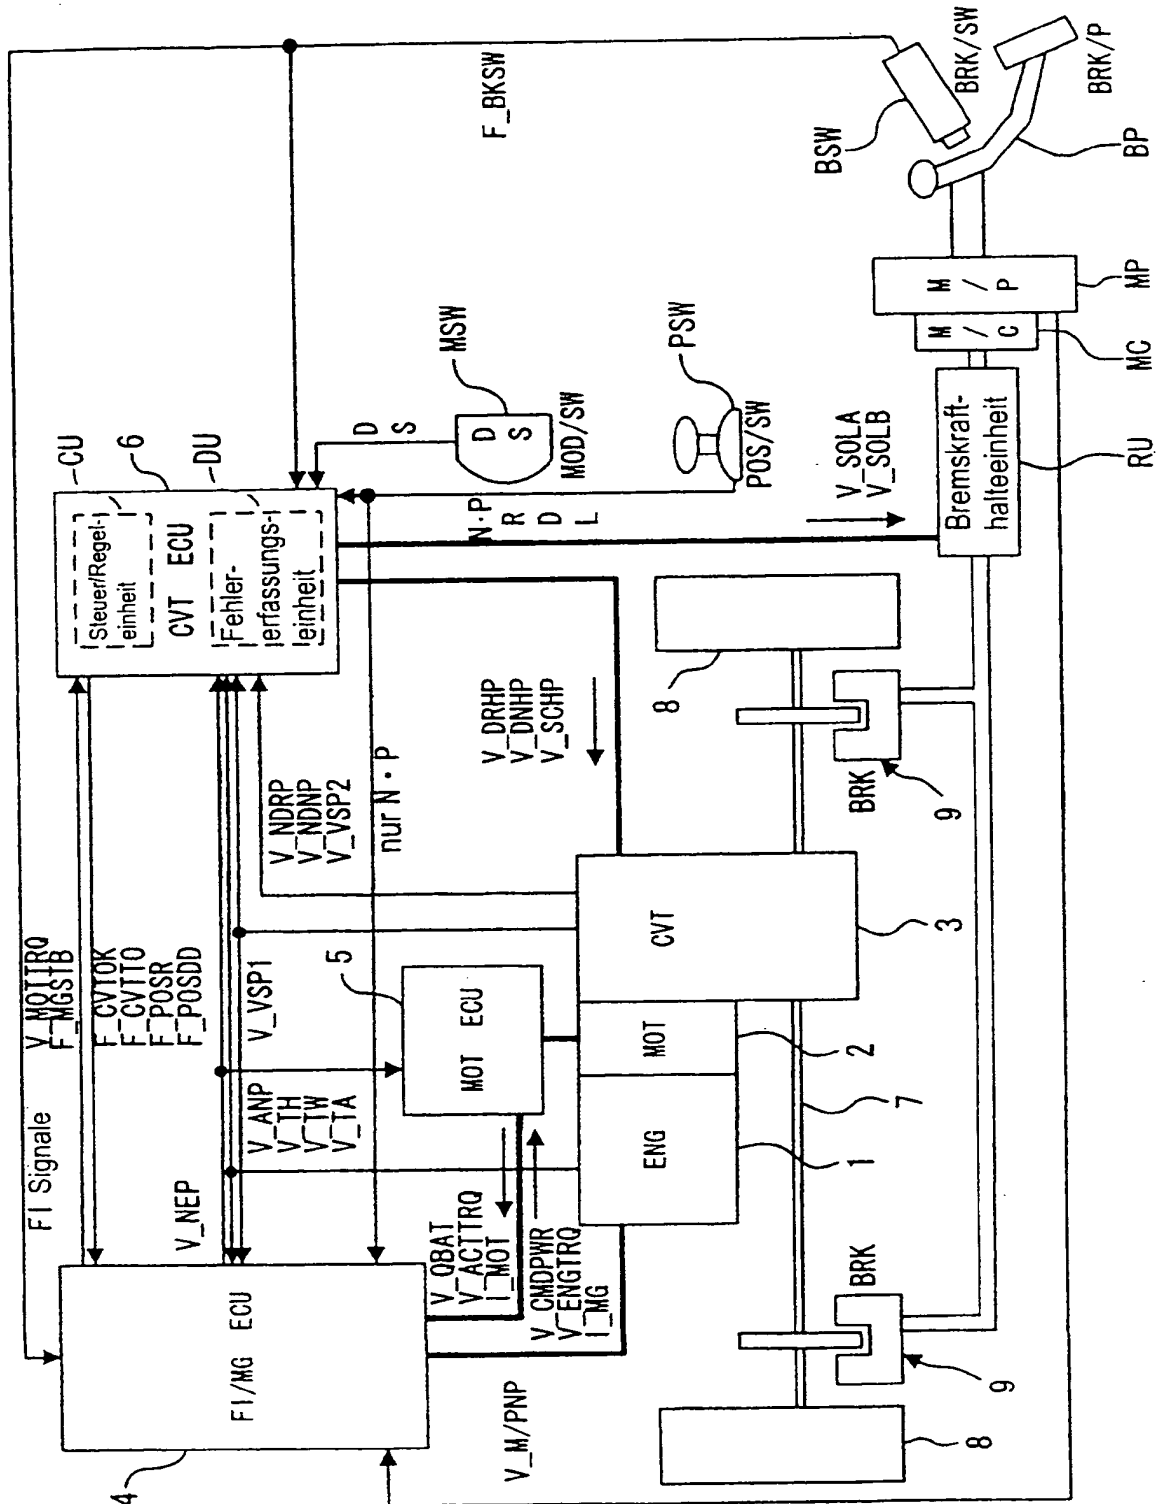 FI Signale
V_MOTTRQ
F_MGSTB
F_CVTOK
F_CVTTO
F_POSR
F_POSDD
V_NEP
V_VSP1
V_ANP
V_TH
V_TW
V_TA
4
FI/MG ECU
CU
6
DU
Steuer/Regel-
einheit
CVT ECU
Fehler-
erfassungs-
einheit
F_BKSW
D
S
MSW
D
S
MOD/SW
PSW
POS/SW
N·P
R
D
L
nur N·P
V_NDRP
V_NDNP
V_VSP2
V_DRHP
V_DNHP
V_SCHP
V_SOLA
V_SOLB
5
MOT ECU
V_QBAT
V_ACTTRQ
I_MOT
V_CMDPWR
V_ENGTRQ
I_MG
V_M/PNP
ENG
MOT
CVT
1
2
3
7
8
8
BRK
9
BRK
9
Bremskraft-
halteeinheit
RU
M/C
MC
M/P
MP
BSW
BRK/SW
BRK/P
BP